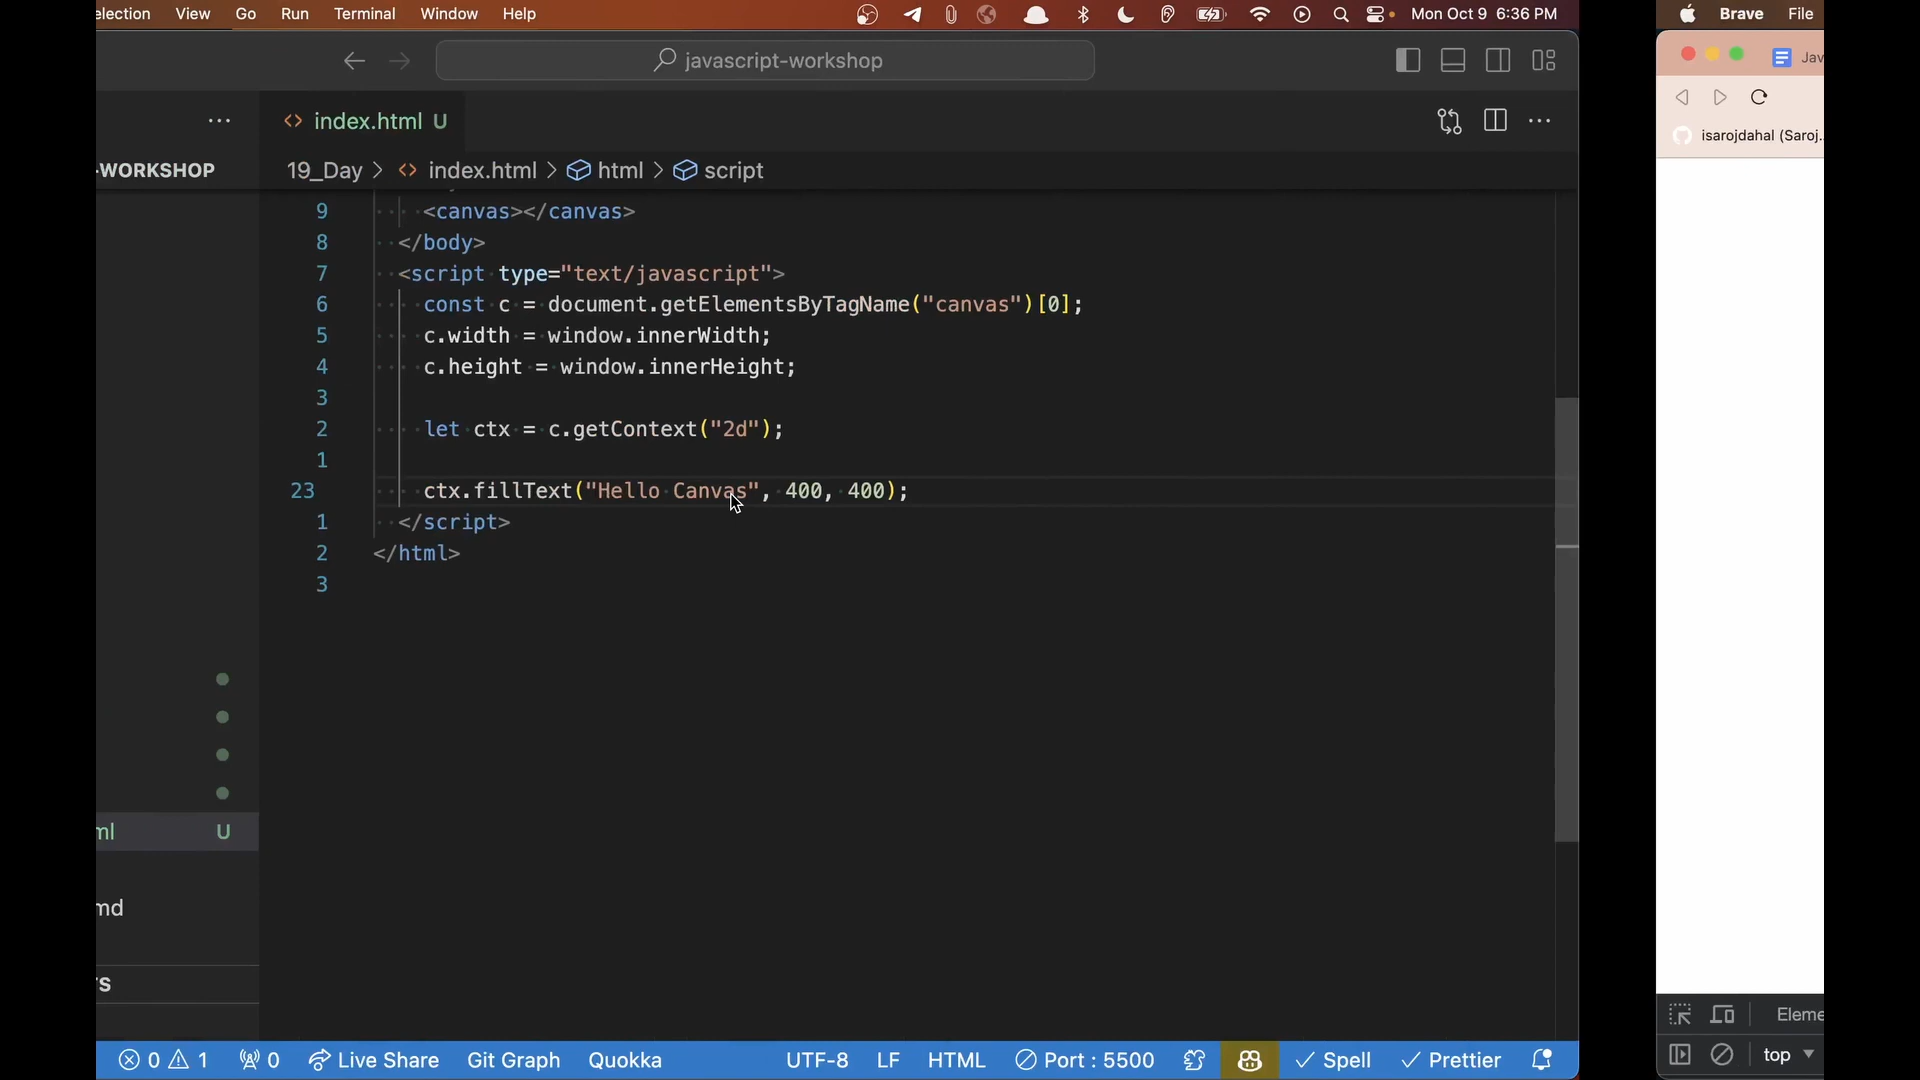 election View Go Run Terminal Window Help Mon Oct 9 6:36 PM
Brave File
javascript-workshop
Jav
-WORKSHOP
index.html U
isarojdahal (Saroj..
19_Day > index.html > html > script
9 <canvas></canvas>
8 </body>
7 <script type="text/javascript">
6 const c = document.getElementsByTagName("canvas")[0];
5 c.width = window.innerWidth;
4 c.height = window.innerHeight;
3
2 let ctx = c.getContext("2d");
1
23 ctx.fillText("Hello Canvas", 400, 400);
1 </script>
2 </html>
3
ml U
md
rs
Eleme
top
0 1 0 Live Share Git Graph Quokka UTF-8 LF HTML Port : 5500 Spell Prettier